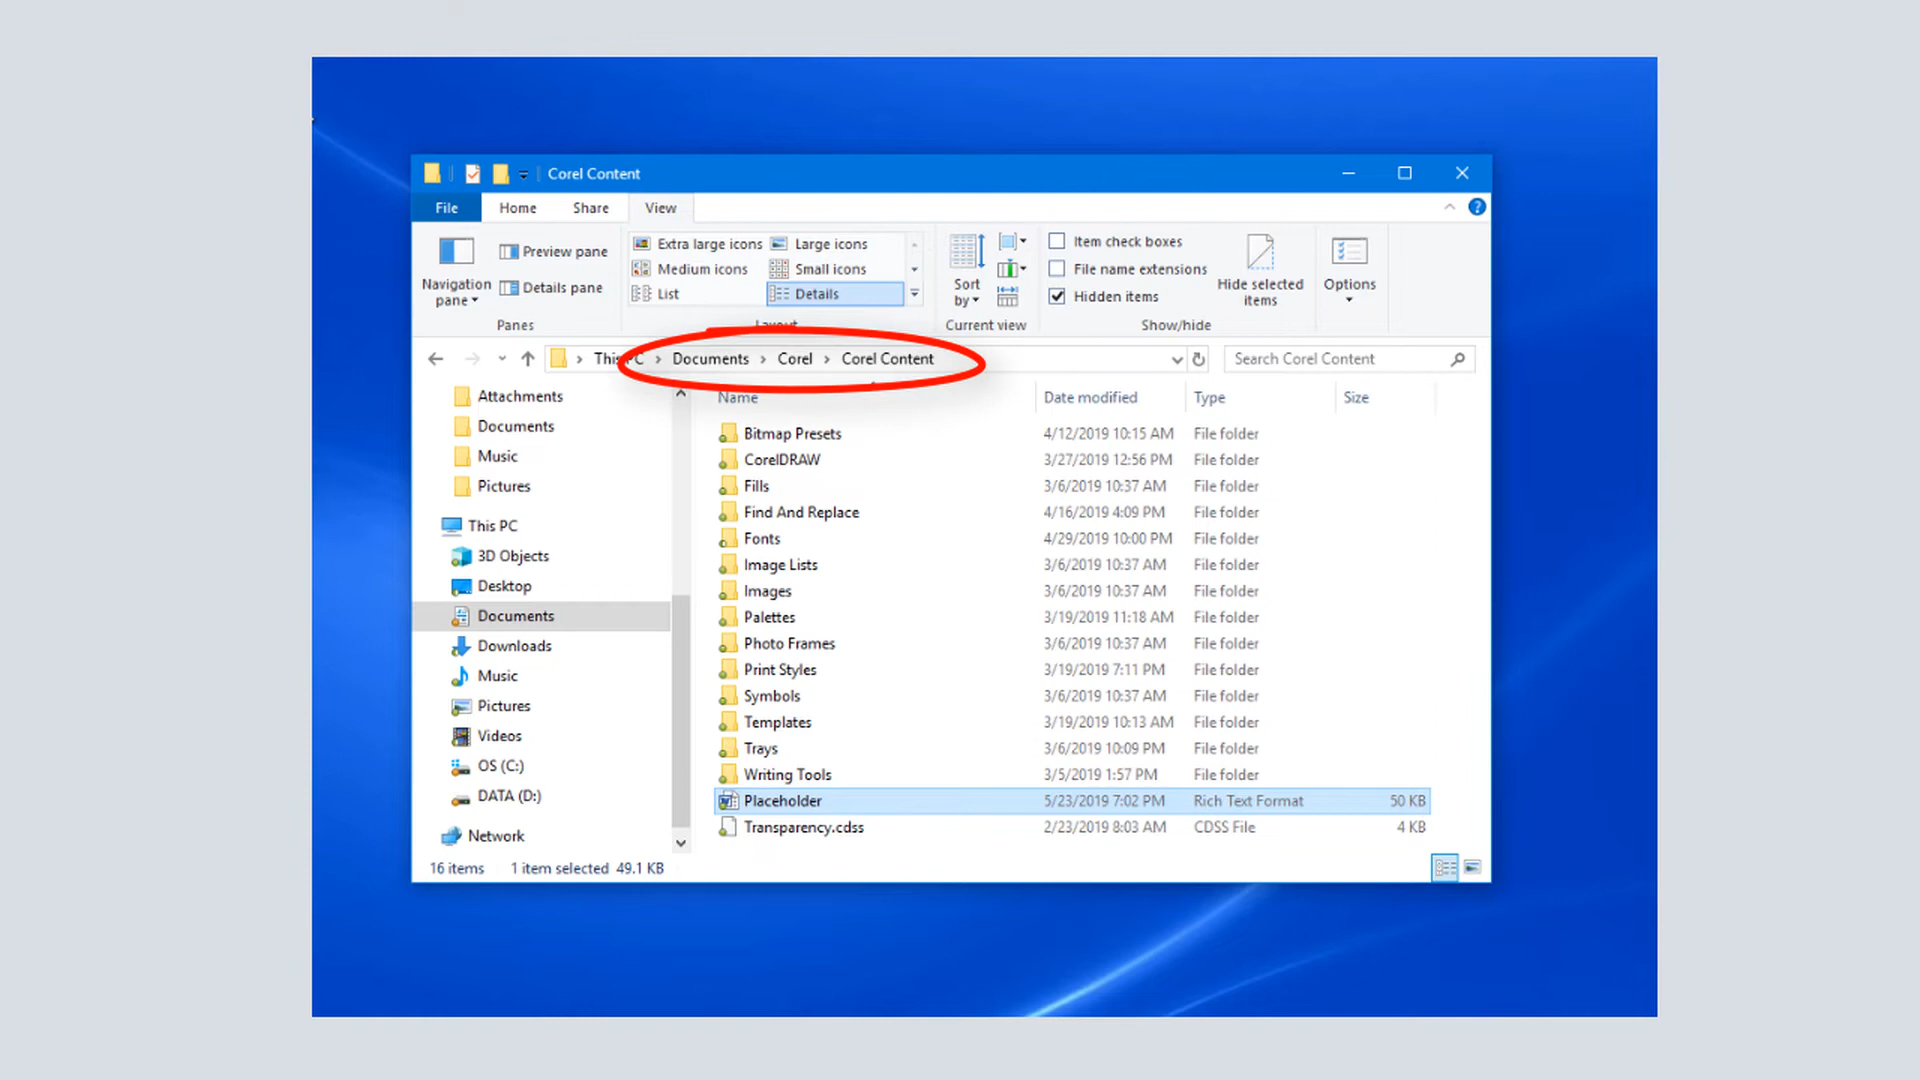 Corel Content
File Home Share View
Navigation pane
Preview pane
Details pane
Panes
Extra large icons Large icons
Medium icons Small icons
List Details
Layout
Sort by
Current view
Item check boxes
File name extensions
Hidden items
Hide selected items
Show/hide
Options
This PC > Documents > Corel > Corel Content
Search Corel Content
Attachments
Documents
Music
Pictures
This PC
3D Objects
Desktop
Documents
Downloads
Music
Pictures
Videos
OS (C:)
DATA (D:)
Network
Name Date modified Type Size
Bitmap Presets 4/12/2019 10:15 AM File folder
CorelDRAW 3/27/2019 12:56 PM File folder
Fills 3/6/2019 10:37 AM File folder
Find And Replace 4/16/2019 4:09 PM File folder
Fonts 4/29/2019 10:00 PM File folder
Image Lists 3/6/2019 10:37 AM File folder
Images 3/6/2019 10:37 AM File folder
Palettes 3/19/2019 11:18 AM File folder
Photo Frames 3/6/2019 10:37 AM File folder
Print Styles 3/19/2019 7:11 PM File folder
Symbols 3/6/2019 10:37 AM File folder
Templates 3/19/2019 10:13 AM File folder
Trays 3/6/2019 10:09 PM File folder
Writing Tools 3/5/2019 1:57 PM File folder
Placeholder 5/23/2019 7:02 PM Rich Text Format 50 KB
Transparency.cdss 2/23/2019 8:03 AM CDSS File 4 KB
16 items 1 item selected 49.1 KB